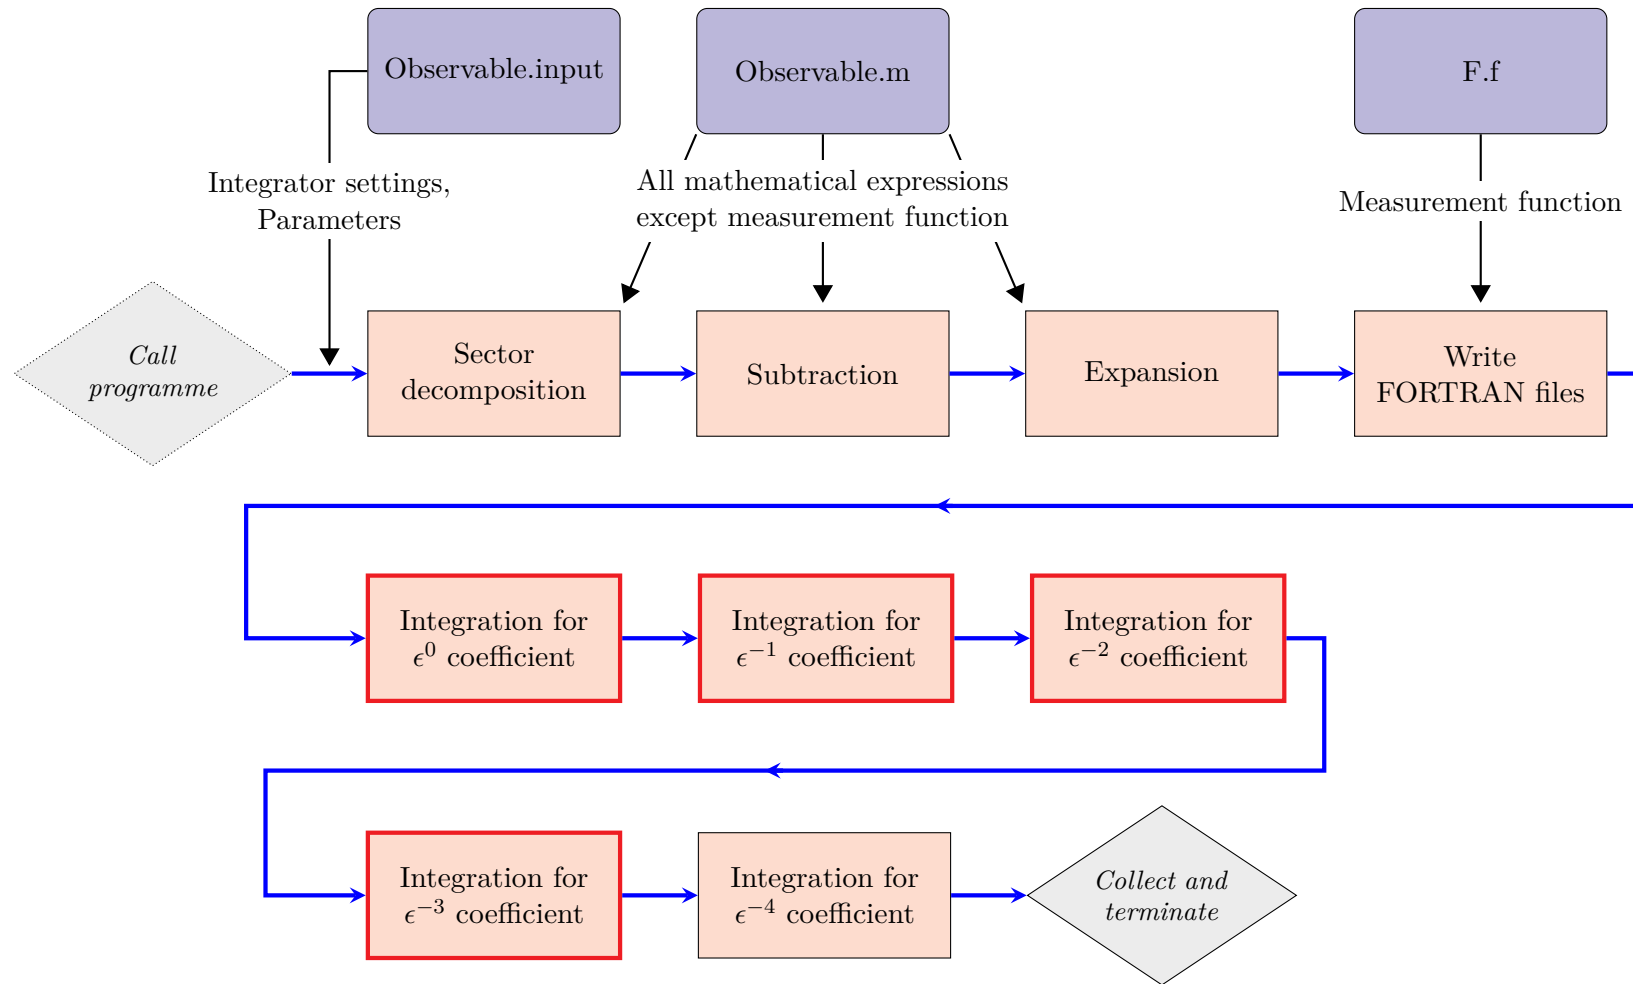 Observable.input
Observable.m
F.f
Integrator settings,
Parameters
All mathematical expressions
except measurement function
Measurement function
Call
programme
Sector
decomposition
Subtraction
Expansion
Write
FORTRAN files
Integration for
ϵ⁰ coefficient
Integration for
ϵ⁻¹ coefficient
Integration for
ϵ⁻² coefficient
Integration for
ϵ⁻³ coefficient
Integration for
ϵ⁻⁴ coefficient
Collect and
terminate